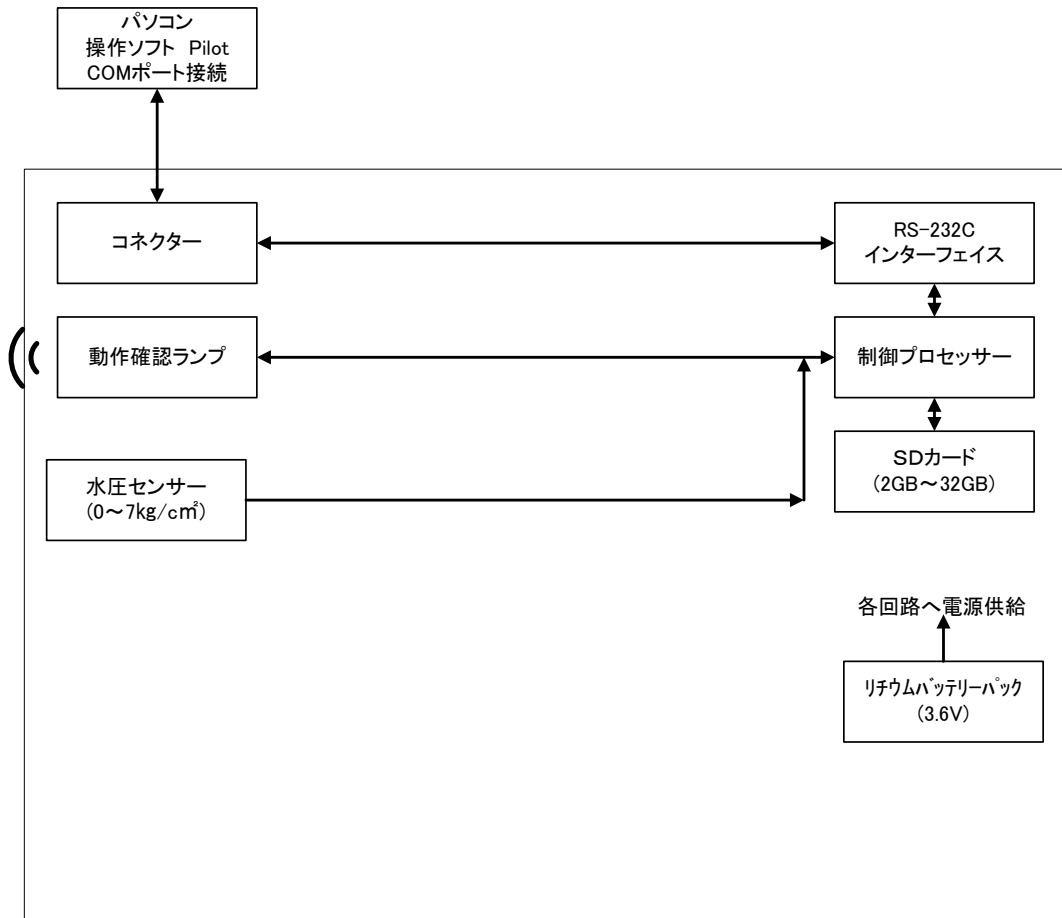 パソコン
操作ソフト Pilot
COMポート接続
コネクター
RS-232C
インターフェイス
動作確認ランプ
制御プロセッサー
水圧センサー
(0～7kg/c㎡)
ＳＤカード
(2GB～32GB)
各回路へ電源供給
ﾘﾁｳﾑﾊﾞｯﾃﾘｰﾊﾟｯｸ
(3.6V)